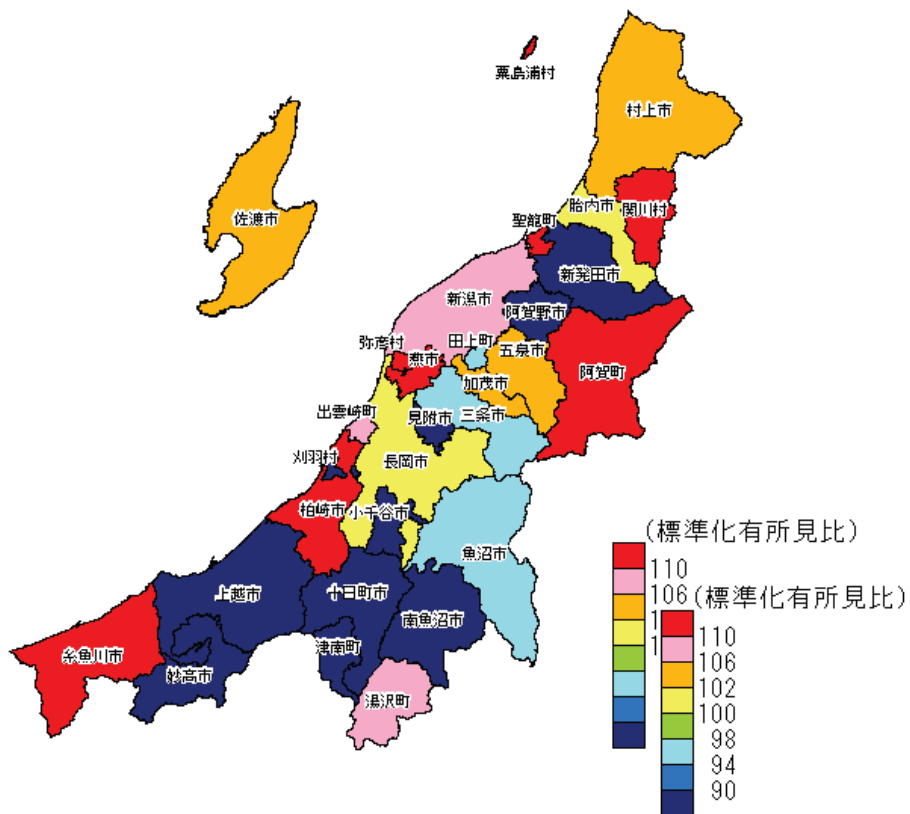 粟島浦村
村上市
佐渡市
胎内市
関川村
聖籠町
新発田市
新潟市
阿賀野市
弥彦村
田上町
五泉市
燕市
阿賀町
加茂市
出雲崎町
見附市
三条市
刈羽村
長岡市
柏崎市
小千谷市
魚沼市
上越市
十日町市
南魚沼市
糸魚川市
妙高市
津南町
湯沢町
(標準化有所見比)
110
106
1
1
(標準化有所見比)
110
106
102
100
98
94
90